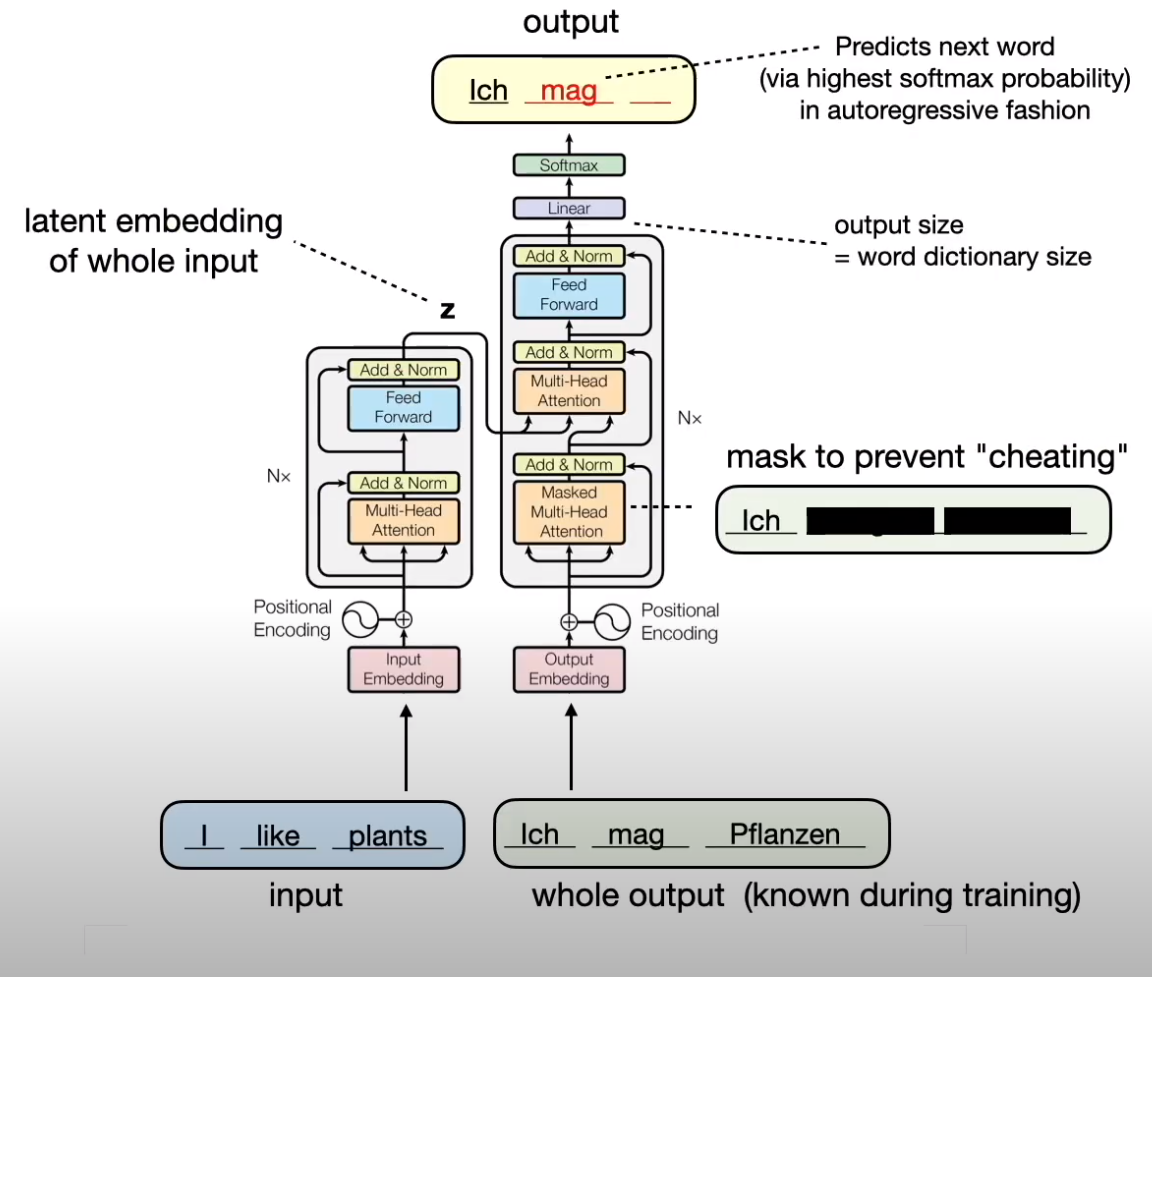 output
Ich mag
Predicts next word
(via highest softmax probability)
in autoregressive fashion
Softmax
Linear
latent embedding
of whole input
output size
= word dictionary size
z
Add & Norm
Feed
Forward
Add & Norm
Multi-Head
Attention
Nx
Add & Norm
Masked
Multi-Head
Attention
Add & Norm
Feed
Forward
Nx
Add & Norm
Multi-Head
Attention
mask to prevent "cheating"
Ich
Positional
Encoding
Positional
Encoding
Input
Embedding
Output
Embedding
I like plants
Ich mag Pflanzen
input
whole output (known during training)